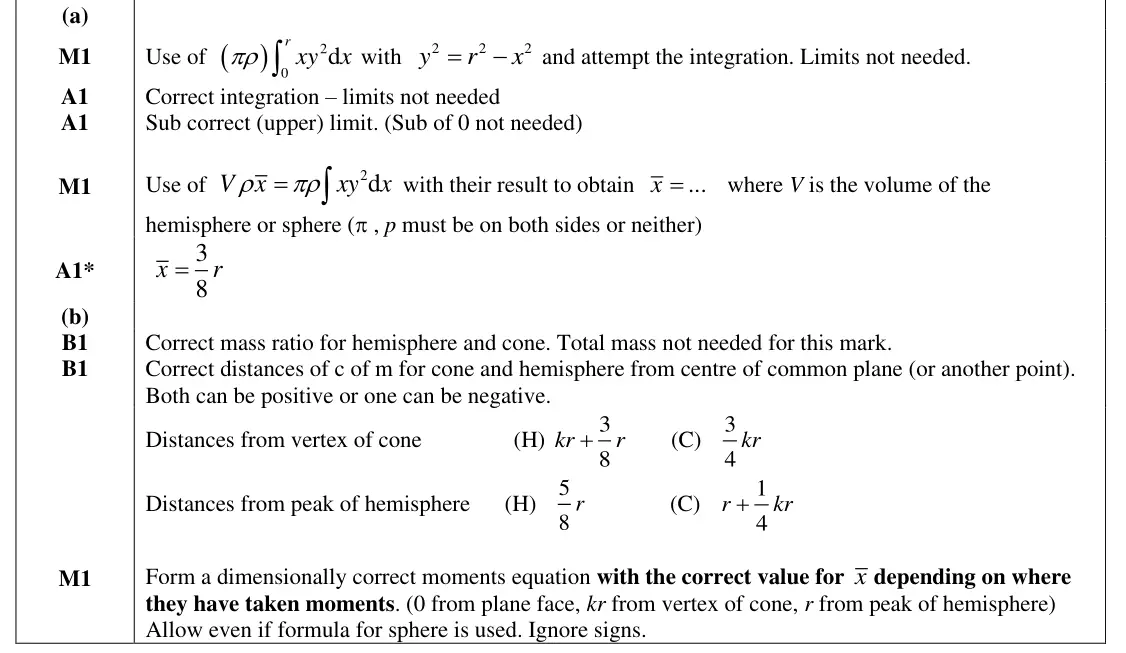 (a)
M1 Use of (πρ)∫₀ʳ xy²dx with y² = r² − x² and attempt the integration. Limits not needed.
A1 Correct integration – limits not needed
A1 Sub correct (upper) limit. (Sub of 0 not needed)
M1 Use of Vρx̅ = πρ∫xy²dx with their result to obtain x̅ = ... where V is the volume of the
hemisphere or sphere (π , p must be on both sides or neither)
A1* x̅ = 3/8 r
(b)
B1 Correct mass ratio for hemisphere and cone. Total mass not needed for this mark.
B1 Correct distances of c of m for cone and hemisphere from centre of common plane (or another point).
Both can be positive or one can be negative.
Distances from vertex of cone (H) kr + 3/8 r (C) 3/4 kr
Distances from peak of hemisphere (H) 5/8 r (C) r + 1/4 kr
M1 Form a dimensionally correct moments equation with the correct value for x̅ depending on where
they have taken moments. (0 from plane face, kr from vertex of cone, r from peak of hemisphere)
Allow even if formula for sphere is used. Ignore signs.